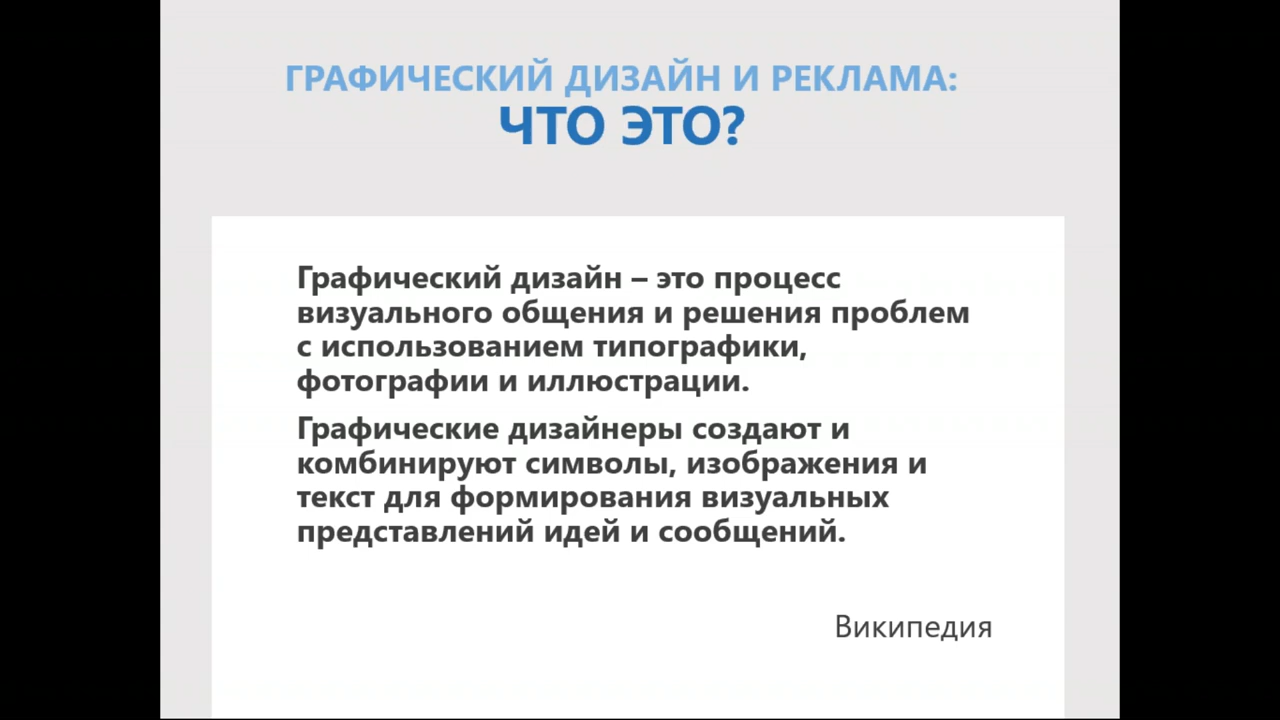 ГРАФИЧЕСКИЙ ДИЗАЙН И РЕКЛАМА:
ЧТО ЭТО?
Графический дизайн – это процесс
визуального общения и решения проблем
с использованием типографики,
фотографии и иллюстрации.
Графические дизайнеры создают и
комбинируют символы, изображения и
текст для формирования визуальных
представлений идей и сообщений.
Википедия